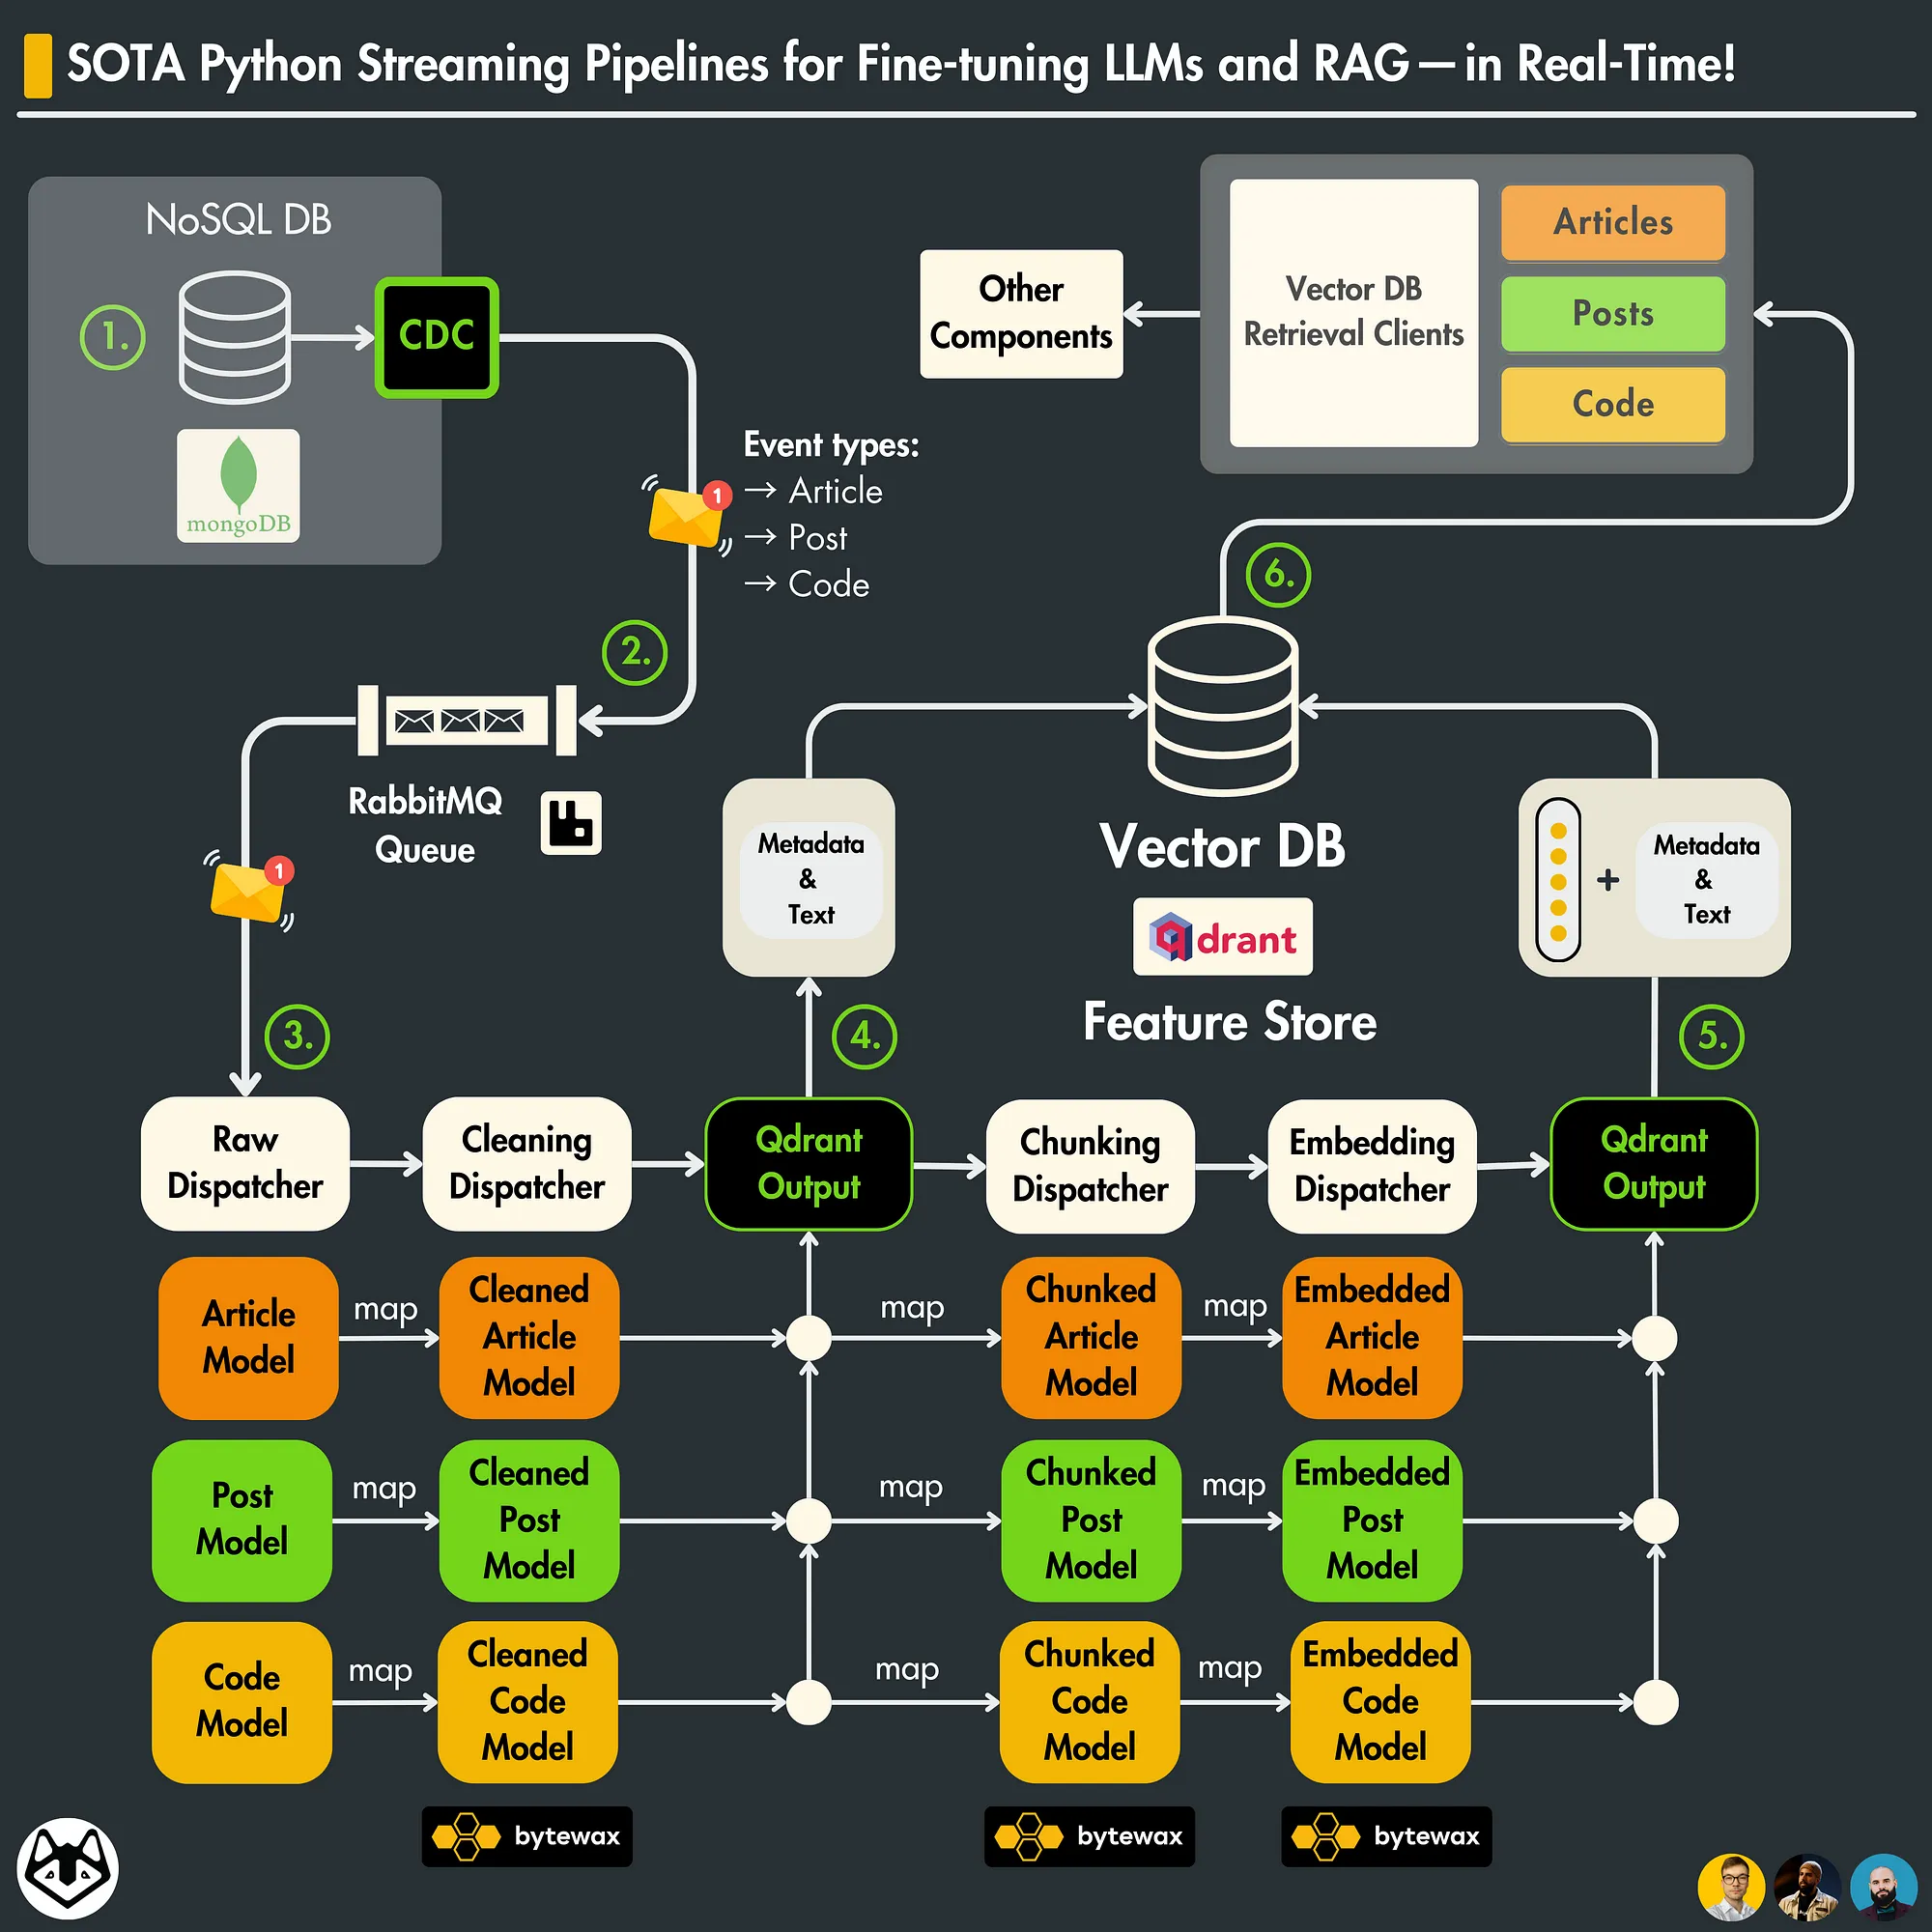 SOTA Python Streaming Pipelines for Fine-tuning LLMs and RAG — in Real-Time!
NoSQL DB
1.
CDC
mongoDB
Event types:
→ Article
→ Post
→ Code
1
2.
RabbitMQ
Queue
1
3.
Other
Components
Vector DB
Retrieval Clients
Articles
Posts
Code
6.
Metadata
&
Text
Vector DB
qdrant
Feature Store
+
Metadata
&
Text
4.
5.
Raw
Dispatcher
Cleaning
Dispatcher
Qdrant
Output
Chunking
Dispatcher
Embedding
Dispatcher
Qdrant
Output
Article
Model
map
Cleaned
Article
Model
map
Chunked
Article
Model
map
Embedded
Article
Model
Post
Model
map
Cleaned
Post
Model
map
Chunked
Post
Model
map
Embedded
Post
Model
Code
Model
map
Cleaned
Code
Model
map
Chunked
Code
Model
map
Embedded
Code
Model
bytewax
bytewax
bytewax